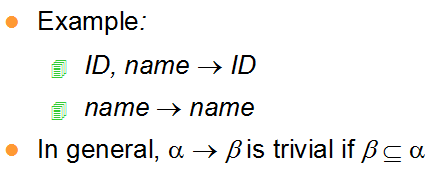 Example:
ID, name → ID
name → name
In general, α → β is trivial if β ⊆ α